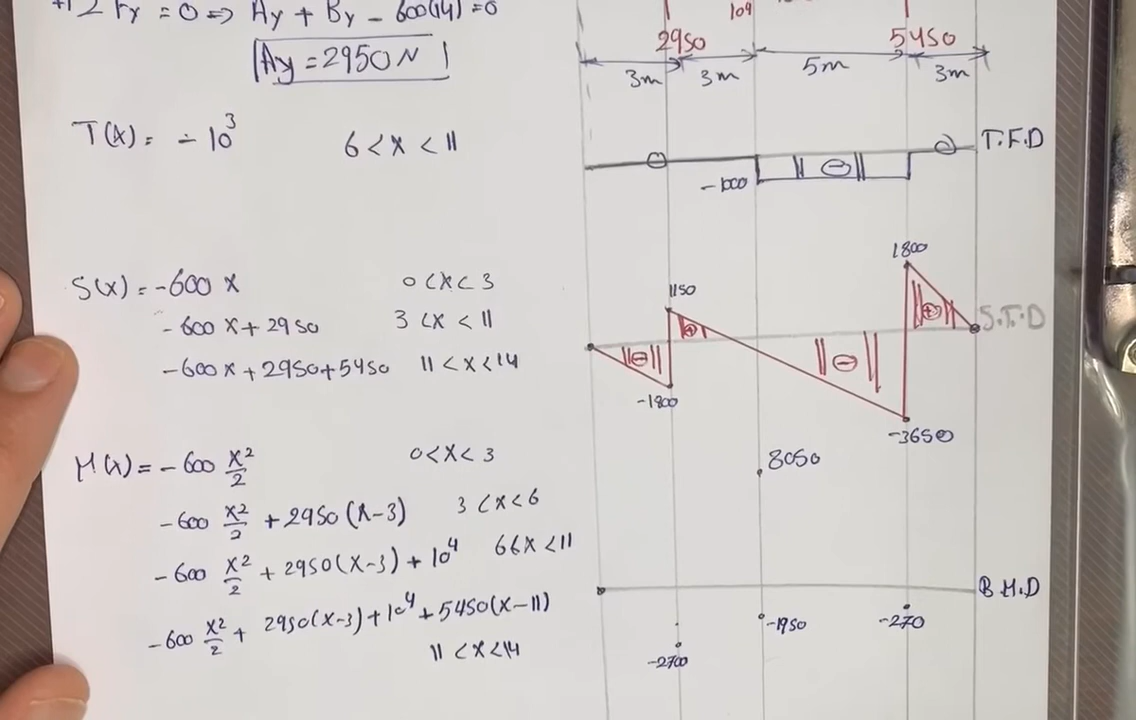 +↑ΣFy = 0 ⇒ Ay + By - 600(14) = 0
Ay = 2950 N
T(x) = - 10³ 6 < x < 11
S(x) = -600 x 0 < x < 3
- 600 x + 2950 3 < x < 11
-600x + 2950 + 5450 11 < x < 14
M(x) = - 600 x²/2 0 < x < 3
-600 x²/2 + 2950 (x-3) 3 < x < 6
-600 x²/2 + 2950(x-3) + 10⁴ 6 < x < 11
-600 x²/2 + 2950(x-3) + 10⁴ + 5450(x-11)
11 < x < 14
10⁴
2950 5450
3m 3m 5m 3m
T.F.D
-1000 ⊖
1800
1150
⊖ ⊕ ⊖ ⊕ S.F.D
-1800
-3650
8050
B.M.D
-1950 -270
-2700